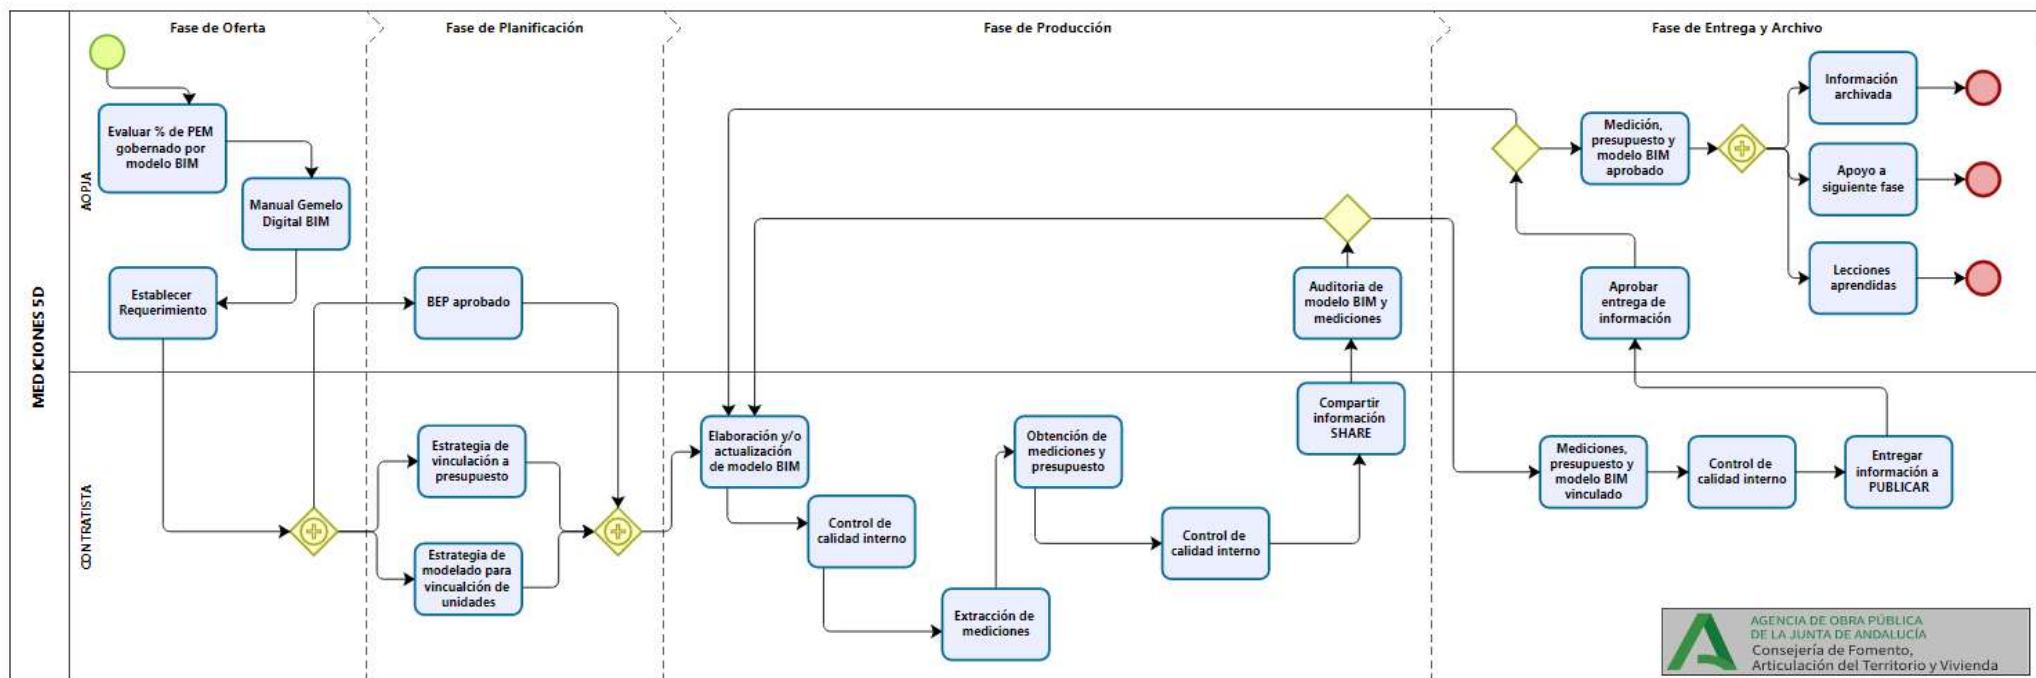 Fase de Oferta
Fase de Planificación
Fase de Producción
Fase de Entrega y Archivo
MEDICIONES 5D
AOPJA
CONTRATISTA
Evaluar % de PEM
gobernado por
modelo BIM
Manual Gemelo
Digital BIM
Establecer
Requerimiento
BEP aprobado
Estrategia de
vinculación a
presupuesto
Estrategia de
modelado para
vincualción de
unidades
Elaboración y/o
actualización
de modelo BIM
Control de
calidad interno
Extracción de
mediciones
Obtención de
mediciones y
presupuesto
Control de
calidad interno
Compartir
información
SHARE
Auditoria de
modelo BIM y
mediciones
Mediciones,
presupuesto y
modelo BIM
vinculado
Control de
calidad interno
Entregar
información a
PUBLICAR
Aprobar
entrega de
información
Medición,
presupuesto y
modelo BIM
aprobado
Información
archivada
Apoyo a
siguiente fase
Lecciones
aprendidas
AGENCIA DE OBRA PÚBLICA
DE LA JUNTA DE ANDALUCÍA
Consejería de Fomento,
Articulación del Territorio y Vivienda